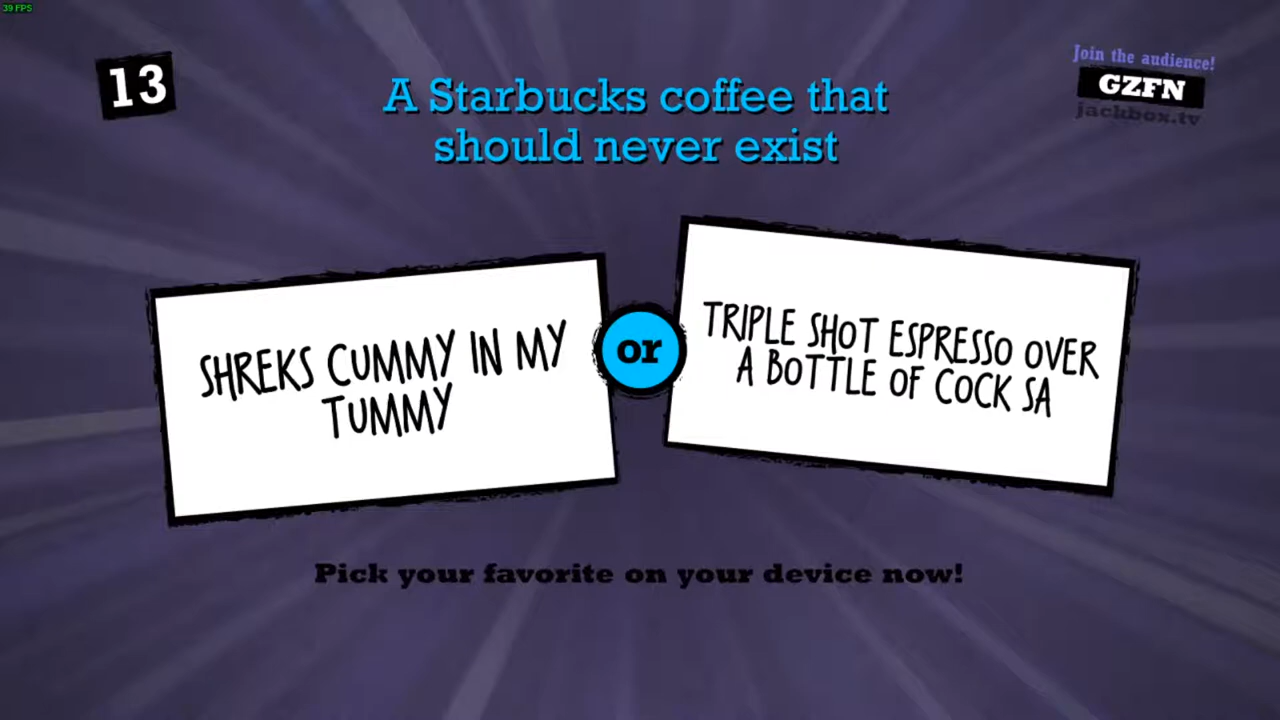 39 FPS
13
A Starbucks coffee that
should never exist
Join the audience!
GZFN
jackbox.tv
SHREKS CUMMY IN MY
TUMMY
or
TRIPLE SHOT ESPRESSO OVER
A BOTTLE OF COCK SA
Pick your favorite on your device now!